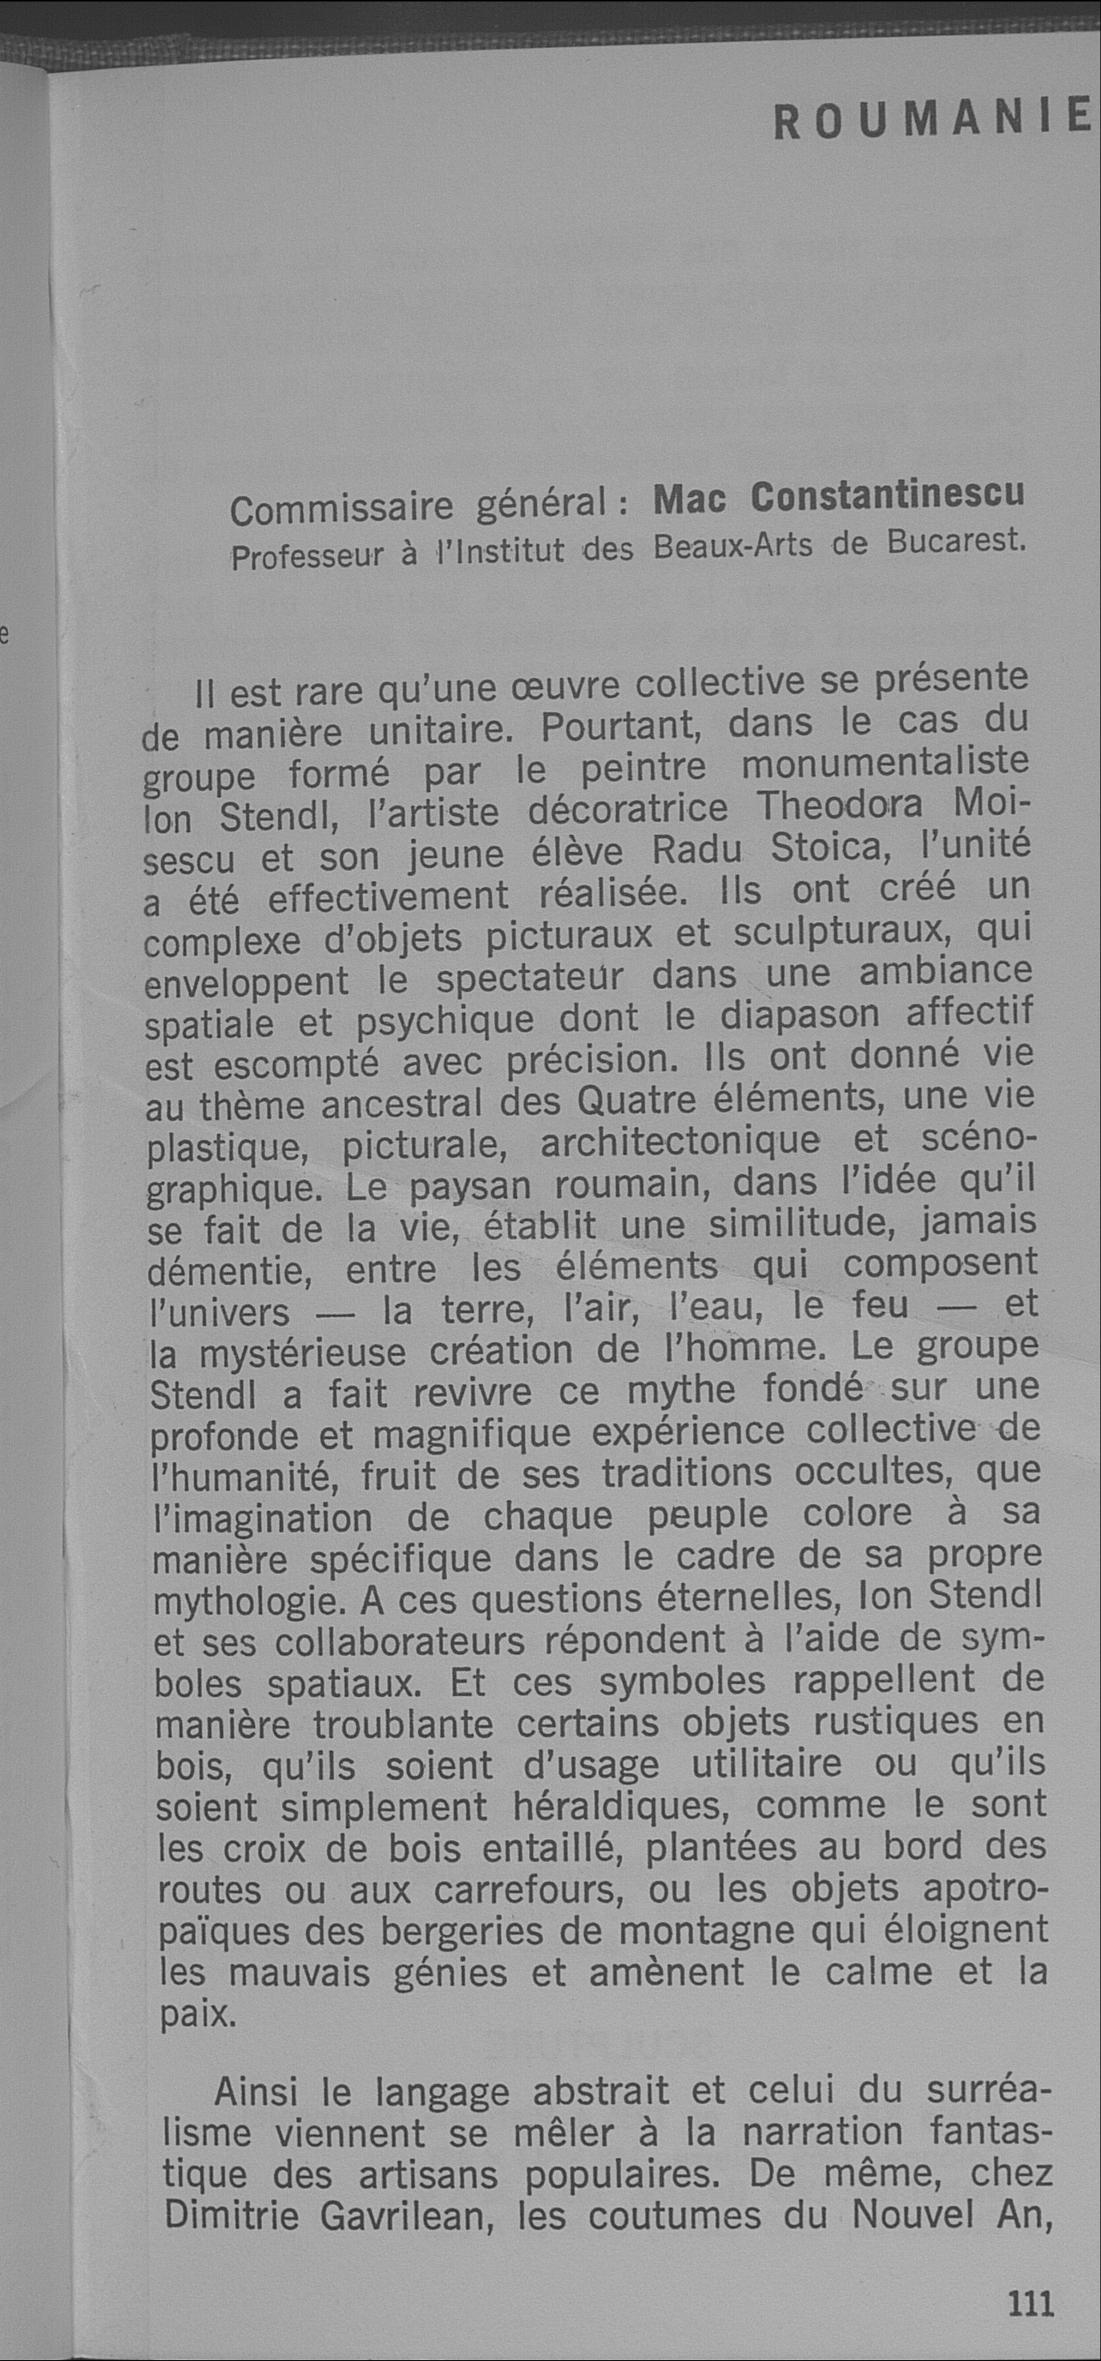 ROUMANIE
Commissaire général : Mac Constantinescu
Professeur à l'Institut des Beaux-Arts de Bucarest.
e
Il est rare qu'une œuvre collective se présente
de manière unitaire. Pourtant, dans le cas du
groupe formé par le peintre monumentaliste
Ion Stendl, l'artiste décoratrice Theodora Moi-
sescu et son jeune élève Radu Stoica, l'unité
a été effectivement réalisée. Ils ont créé un
complexe d'objets picturaux et sculpturaux, qui
enveloppent le spectateur dans une ambiance
spatiale et psychique dont le diapason affectif
est escompté avec précision. Ils ont donné vie
au thème ancestral des Quatre éléments, une vie
plastique, picturale, architectonique et scéno-
graphique. Le paysan roumain, dans l'idée qu'il
se fait de la vie, établit une similitude, jamais
démentie, entre les éléments qui composent
l'univers — la terre, l'air, l'eau, le feu — et
la mystérieuse création de l'homme. Le groupe
Stendl a fait revivre ce mythe fondé sur une
profonde et magnifique expérience collective de
l'humanité, fruit de ses traditions occultes, que
l'imagination de chaque peuple colore à sa
manière spécifique dans le cadre de sa propre
mythologie. A ces questions éternelles, Ion Stendl
et ses collaborateurs répondent à l'aide de sym-
boles spatiaux. Et ces symboles rappellent de
manière troublante certains objets rustiques en
bois, qu'ils soient d'usage utilitaire ou qu'ils
soient simplement héraldiques, comme le sont
les croix de bois entaillé, plantées au bord des
routes ou aux carrefours, ou les objets apotro-
païques des bergeries de montagne qui éloignent
les mauvais génies et amènent le calme et la
paix.
Ainsi le langage abstrait et celui du surréa-
lisme viennent se mêler à la narration fantas-
tique des artisans populaires. De même, chez
Dimitrie Gavrilean, les coutumes du Nouvel An,
111